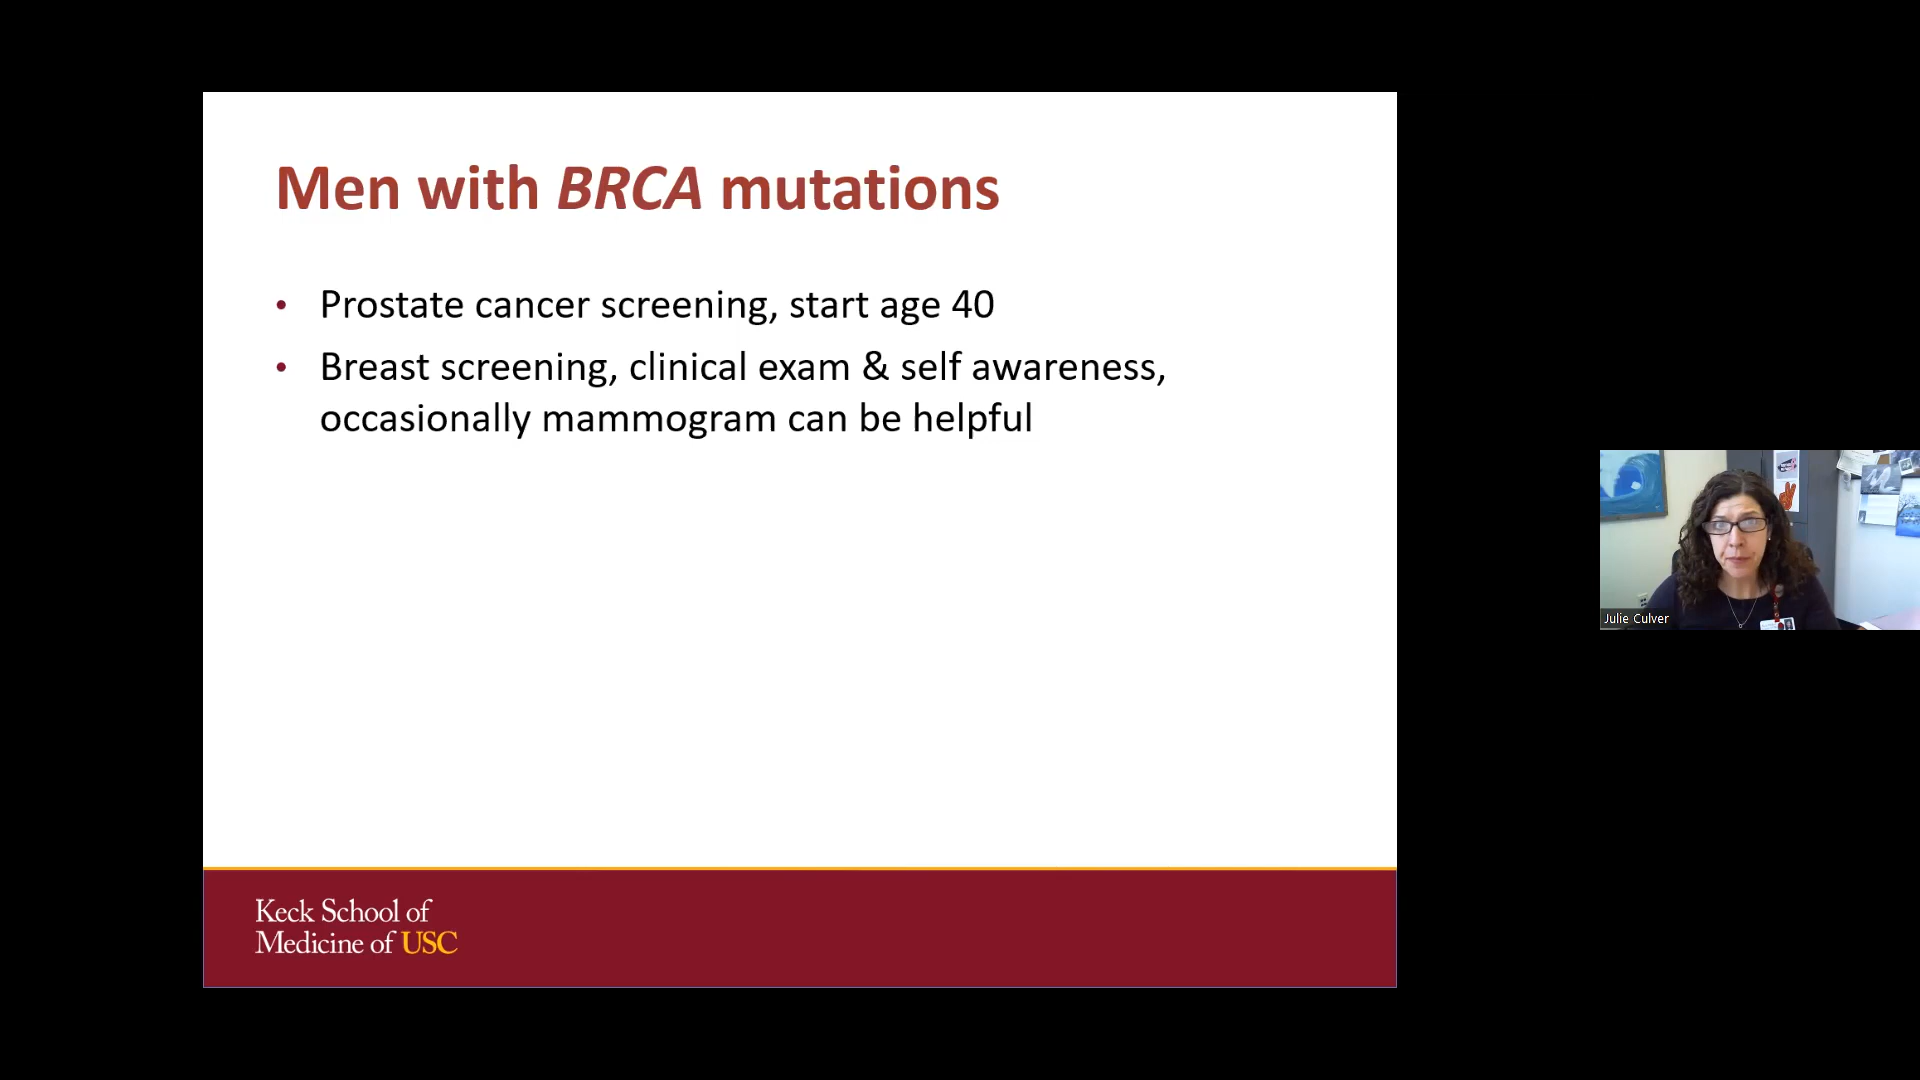 Men with BRCA mutations
• Prostate cancer screening, start age 40
• Breast screening, clinical exam & self awareness,
occasionally mammogram can be helpful
Keck School of
Medicine of USC
Julie Culver